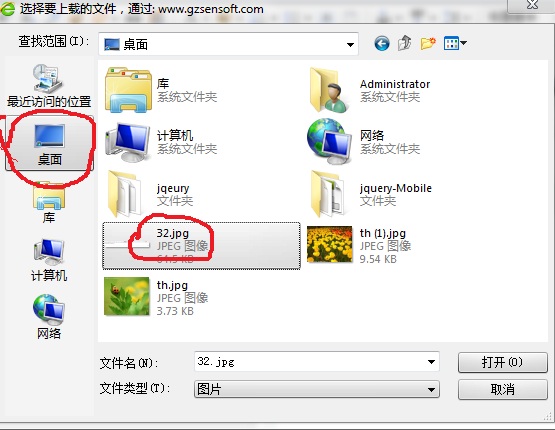 选择要上载的文件，通过: www.gzsensoft.com
查找范围(I):
桌面
最近访问的位置
桌面
库
计算机
网络
库
系统文件夹
Administrator
系统文件夹
计算机
系统文件夹
网络
系统文件夹
jqeury
文件夹
jquery-Mobile
文件夹
32.jpg
JPEG 图像
64.5 KB
th (1).jpg
JPEG 图像
9.54 KB
th.jpg
JPEG 图像
3.73 KB
文件名(N):
32.jpg
打开(O)
文件类型(T):
图片
取消